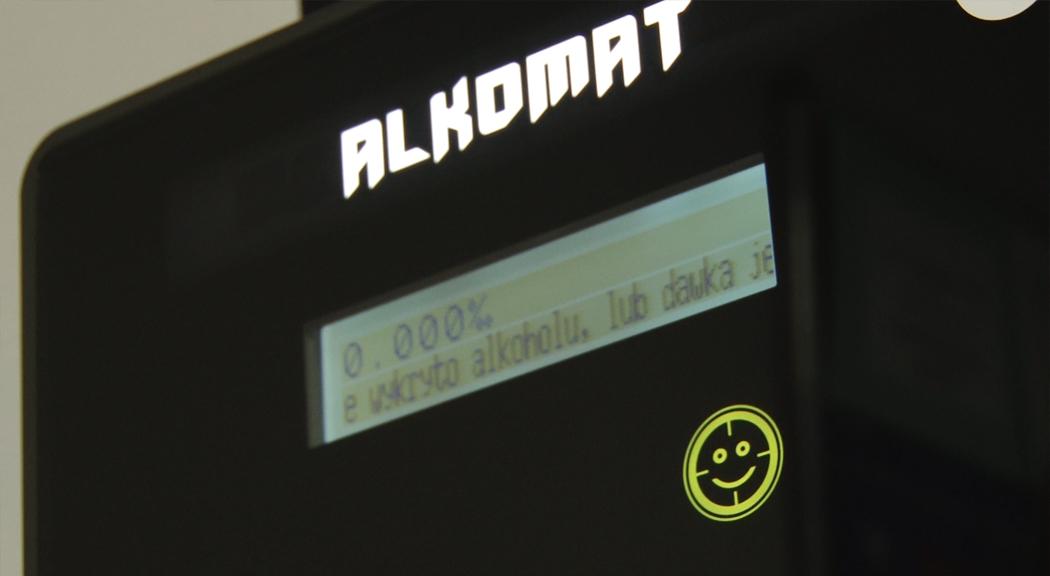 ALKOMAT
0.000‰
e wykryto alkoholu, lub dawka je